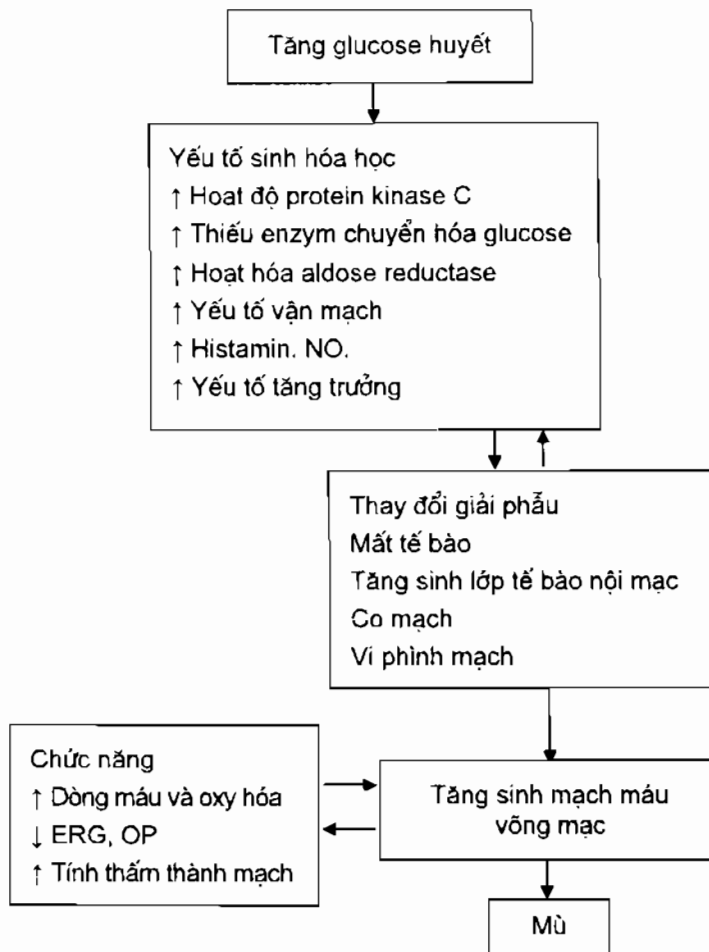 Tăng glucose huyết
Yếu tố sinh hóa học
↑ Hoat độ protein kinase C
↑ Thiếu enzym chuyển hóa glucose
↑ Hoạt hóa aldose reductase
↑ Yếu tố vận mạch
↑ Histamin. NO.
↑ Yếu tố tăng trưởng
Thay đổi giải phẫu
Mất tế bào
Tăng sinh lớp tế bào nội mạc
Co mạch
Vi phình mạch
Chức năng
↑ Dòng máu và oxy hóa
↓ ERG, OP
↑ Tính thấm thành mạch
Tăng sinh mạch máu
võng mạc
Mù